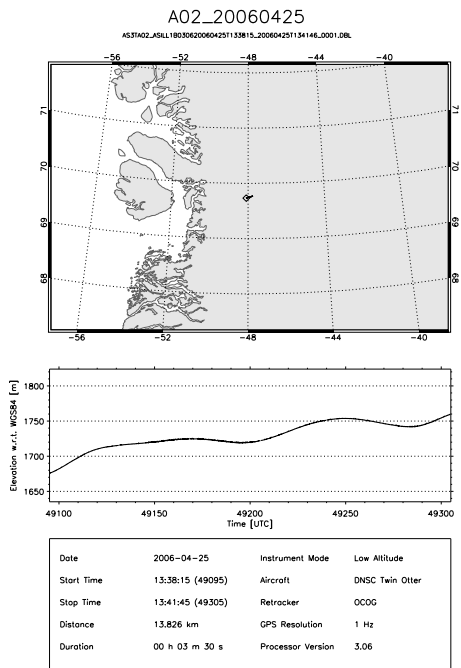 A02_20060425
AS3TA02_ASILL1B030620060425T133815_20060425T134146_0001.DBL
-56 -52 -48 -44 -40
71 71
70 70
69 69
68 68
-56 -52 -48 -44 -40
Elevation w.r.t. WGS84 [m]
1800
1750
1700
1650
49100 49150 49200 49250 49300
Time [UTC]
Date 2006-04-25 Instrument Mode Low Altitude
Start Time 13:38:15 (49095) Aircraft DNSC Twin Otter
Stop Time 13:41:45 (49305) Retracker OCOG
Distance 13.826 km GPS Resolution 1 Hz
Duration 00 h 03 m 30 s Processor Version 3.06